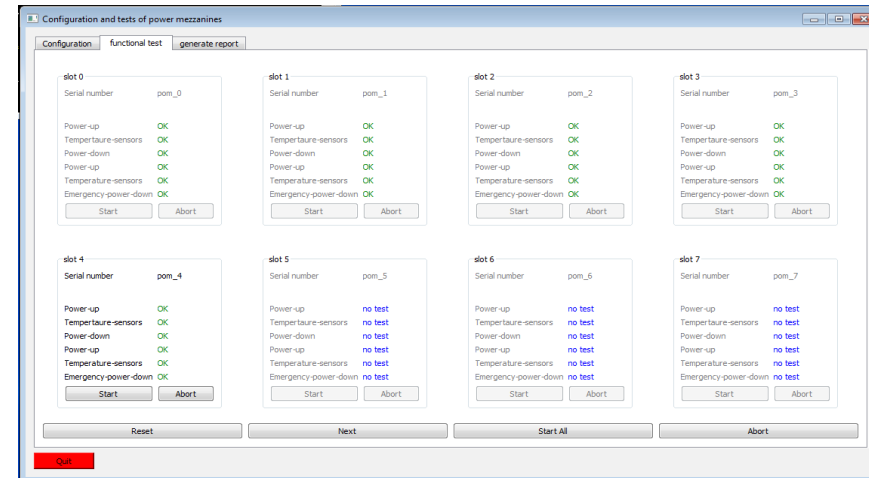 Configuration and tests of power mezzanines
Configuration functional test generate report
slot 0
Serial number pom_0
Power-up OK
Tempertaure-sensors OK
Power-down OK
Power-up OK
Temperature-sensors OK
Emergency-power-down OK
Start Abort
slot 1
Serial number pom_1
Power-up OK
Tempertaure-sensors OK
Power-down OK
Power-up OK
Temperature-sensors OK
Emergency-power-down OK
Start Abort
slot 2
Serial number pom_2
Power-up OK
Tempertaure-sensors OK
Power-down OK
Power-up OK
Temperature-sensors OK
Emergency-power-down OK
Start Abort
slot 3
Serial number pom_3
Power-up OK
Tempertaure-sensors OK
Power-down OK
Power-up OK
Temperature-sensors OK
Emergency-power-down OK
Start Abort
slot 4
Serial number pom_4
Power-up OK
Tempertaure-sensors OK
Power-down OK
Power-up OK
Temperature-sensors OK
Emergency-power-down OK
Start Abort
slot 5
Serial number pom_5
Power-up no test
Tempertaure-sensors no test
Power-down no test
Power-up no test
Temperature-sensors no test
Emergency-power-down no test
Start Abort
slot 6
Serial number pom_6
Power-up no test
Tempertaure-sensors no test
Power-down no test
Power-up no test
Temperature-sensors no test
Emergency-power-down no test
Start Abort
slot 7
Serial number pom_7
Power-up no test
Tempertaure-sensors no test
Power-down no test
Power-up no test
Temperature-sensors no test
Emergency-power-down no test
Start Abort
Reset Next Start All Abort
Quit